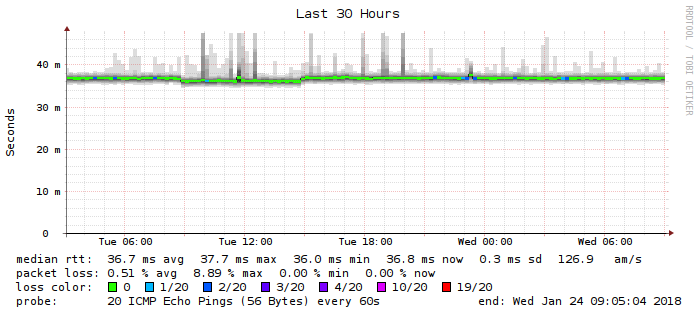 Last 30 Hours
RRDTOOL / TOBI OETIKER
Seconds
40 m
30 m
20 m
10 m
0
Tue 06:00 Tue 12:00 Tue 18:00 Wed 00:00 Wed 06:00
median rtt: 36.7 ms avg 37.7 ms max 36.0 ms min 36.8 ms now 0.3 ms sd 126.9 am/s
packet loss: 0.51 % avg 8.89 % max 0.00 % min 0.00 % now
loss color: 0 1/20 2/20 3/20 4/20 10/20 19/20
probe: 20 ICMP Echo Pings (56 Bytes) every 60s end: Wed Jan 24 09:05:04 2018